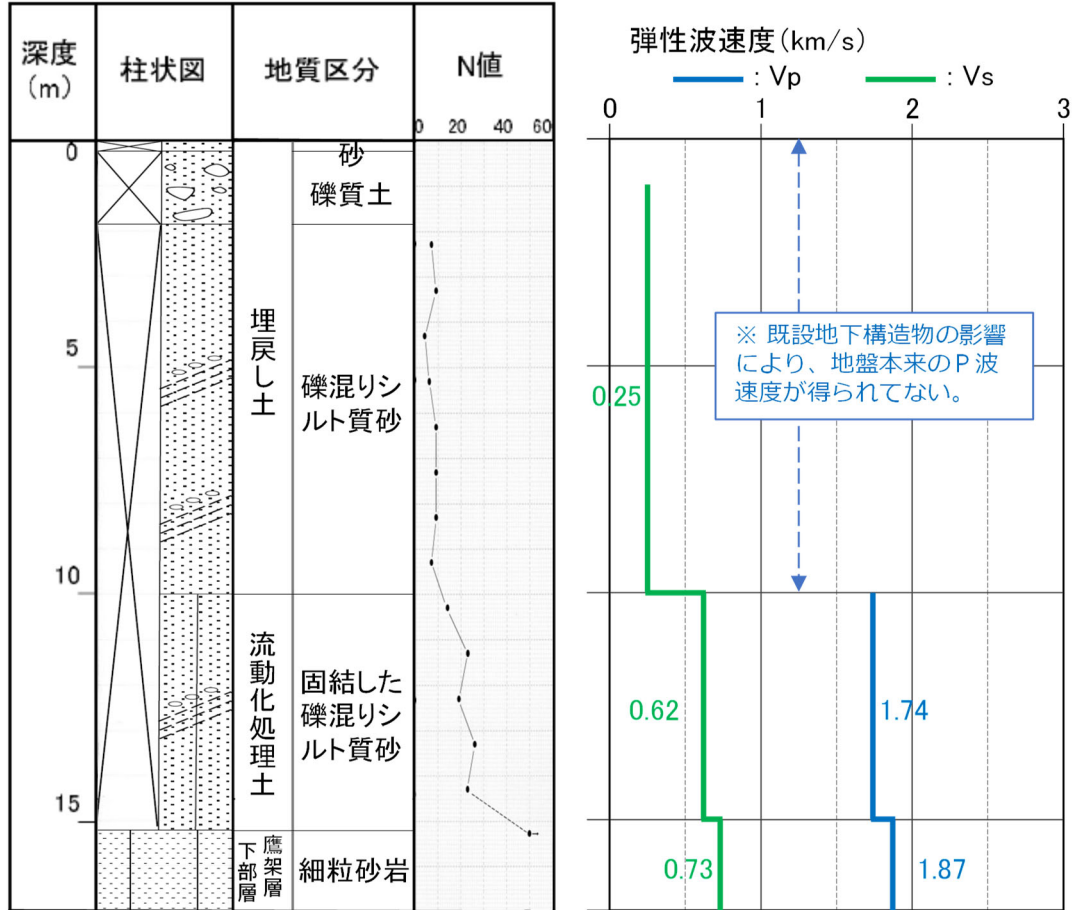 深度
（m）
柱状図
地質区分
N値
0 20 40 60
0
5
10
15
砂
礫質土
埋戻し土
礫混りシ
ルト質砂
流動化処理土
固結した
礫混りシ
ルト質砂
鷹架層
下部層
細粒砂岩
弾性波速度(km/s)
: Vp
: Vs
0 1 2 3
※ 既設地下構造物の影響
により、地盤本来のＰ波
速度が得られてない。
0.25
0.62
1.74
0.73
1.87